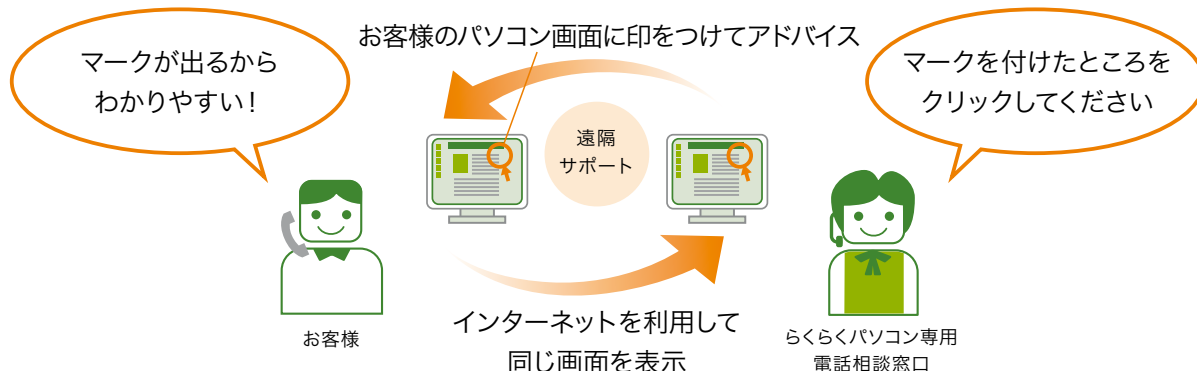 お客様のパソコン画面に印をつけてアドバイス
マークが出るから
わかりやすい!
マークを付けたところを
クリックしてください
遠隔
サポート
お客様
インターネットを利用して
同じ画面を表示
らくらくパソコン専用
電話相談窓口